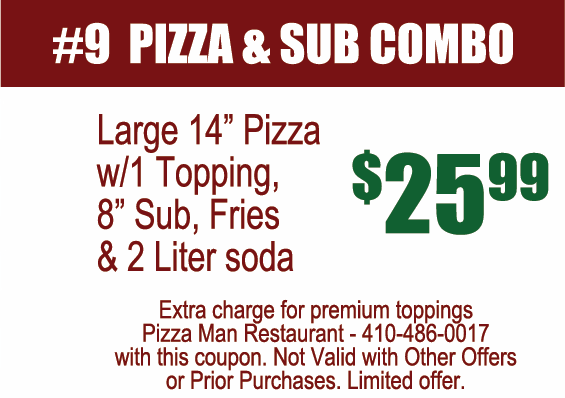 #9 PIZZA & SUB COMBO
Large 14” Pizza
w/1 Topping,
8” Sub, Fries
& 2 Liter soda
$25⁹⁹
Extra charge for premium toppings
Pizza Man Restaurant - 410-486-0017
with this coupon. Not Valid with Other Offers
or Prior Purchases. Limited offer.